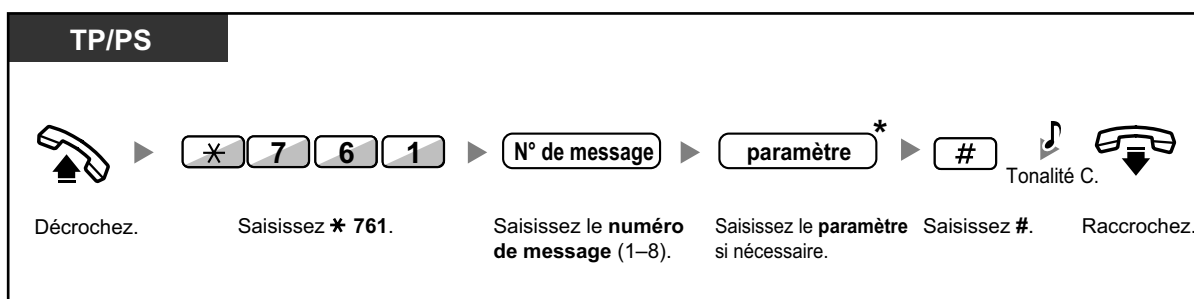 TP/PS
* 7 6 1 N° de message paramètre * #
Tonalité C.
Décrochez. Saisissez * 761. Saisissez le numéro Saisissez le paramètre Saisissez #. Raccrochez.
de message (1–8). si nécessaire.